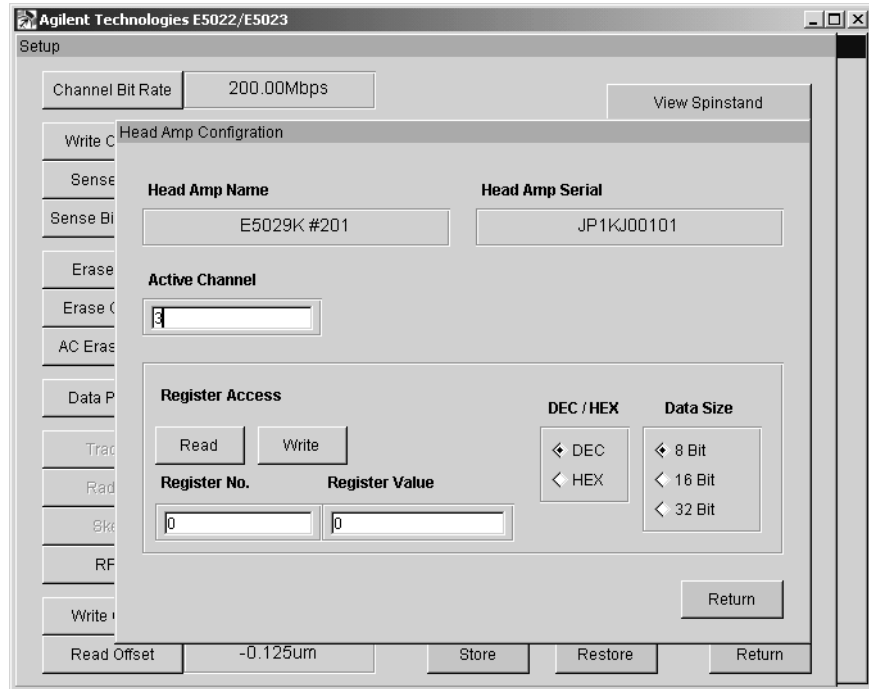 Agilent Technologies E5022/E5023
Setup
Channel Bit Rate 200.00Mbps
View Spinstand
Write C
Head Amp Configration
Sense
Sense Bi
Erase
Erase
AC Eras
Data P
Trac
Rad
Ske
RF
Write
Head Amp Name Head Amp Serial
E5029K #201 JP1KJ00101
Active Channel
3
Register Access
DEC / HEX Data Size
Read Write
DEC 8 Bit
HEX 16 Bit
32 Bit
Register No. Register Value
0 0
Return
Read Offset -0.125um Store Restore Return